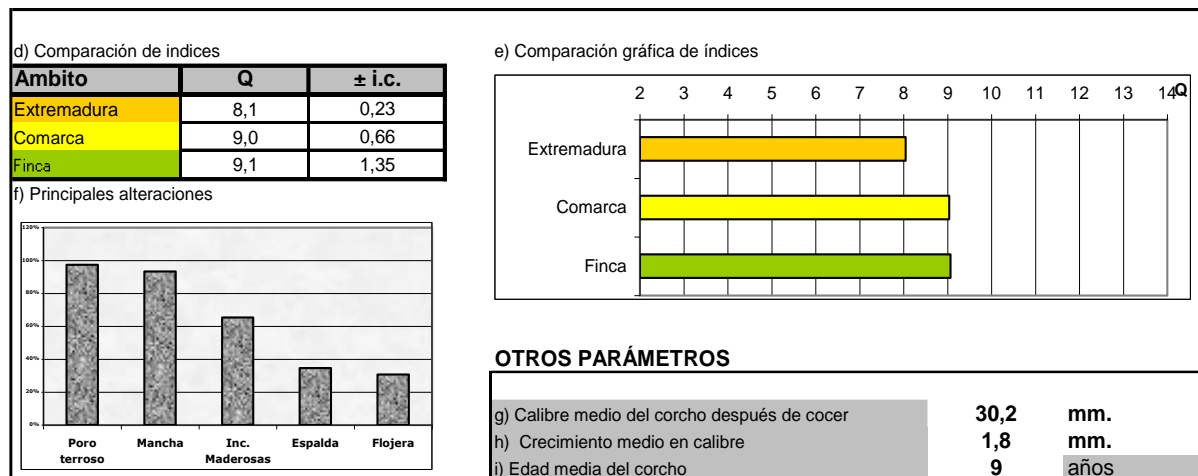 d) Comparación de indices
Ambito Q ± i.c.
Extremadura 8,1 0,23
Comarca 9,0 0,66
Finca 9,1 1,35
e) Comparación gráfica de índices
2 3 4 5 6 7 8 9 10 11 12 13 14 Q
Extremadura
Comarca
Finca
f) Principales alteraciones
120%
100%
80%
60%
40%
20%
0%
Poro Mancha Inc. Espalda Flojera
terroso Maderosas
OTROS PARÁMETROS
g) Calibre medio del corcho después de cocer 30,2 mm.
h) Crecimiento medio en calibre 1,8 mm.
i) Edad media del corcho 9 años